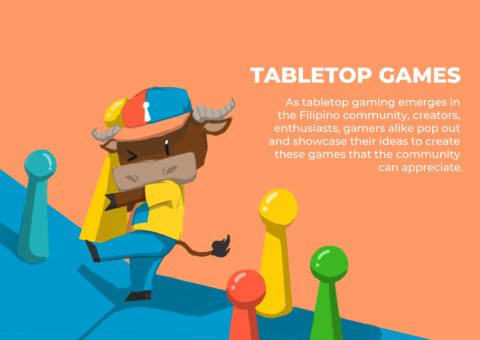 TABLETOP GAMES
As tabletop gaming emerges in
the Filipino community, creators,
enthusiasts, gamers alike pop out
and showcase their ideas to create
these games that the community
can appreciate.